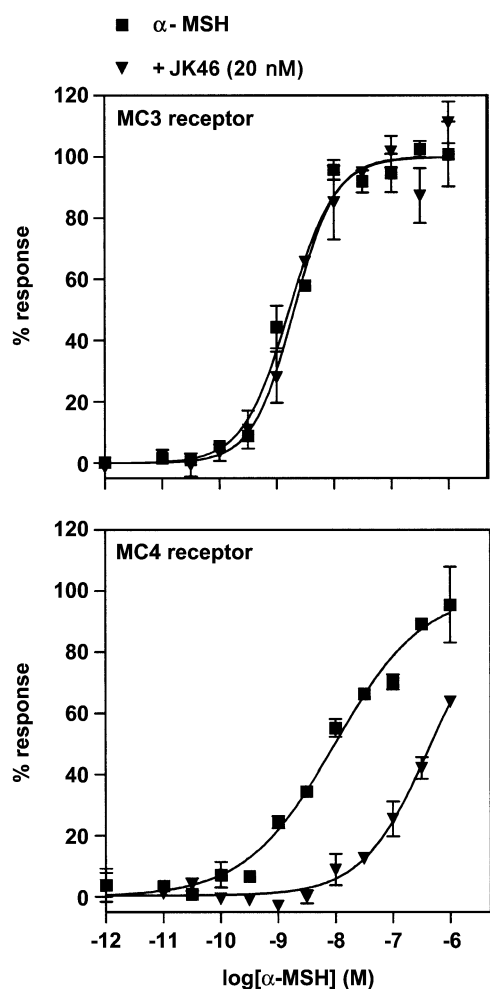 α- MSH
+ JK46 (20 nM)
120
MC3 receptor
100
80
60
40
20
0
% response
120
MC4 receptor
100
80
60
40
20
0
% response
-12 -11 -10 -9 -8 -7 -6
log[α-MSH] (M)